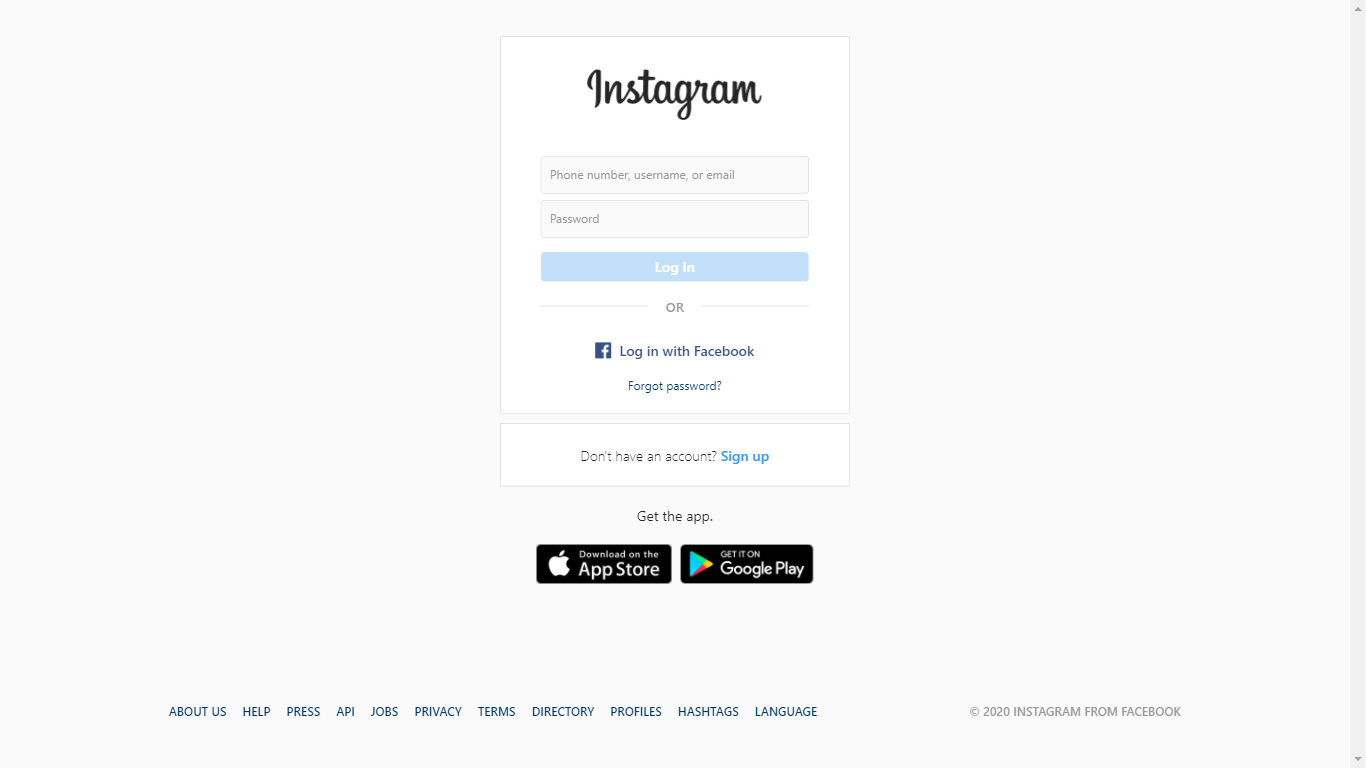 Instagram
Phone number, username, or email
Password
Log In
OR
Log in with Facebook
Forgot password?
Don't have an account? Sign up
Get the app.
Download on the App Store
GET IT ON Google Play
ABOUT US HELP PRESS API JOBS PRIVACY TERMS DIRECTORY PROFILES HASHTAGS LANGUAGE © 2020 INSTAGRAM FROM FACEBOOK